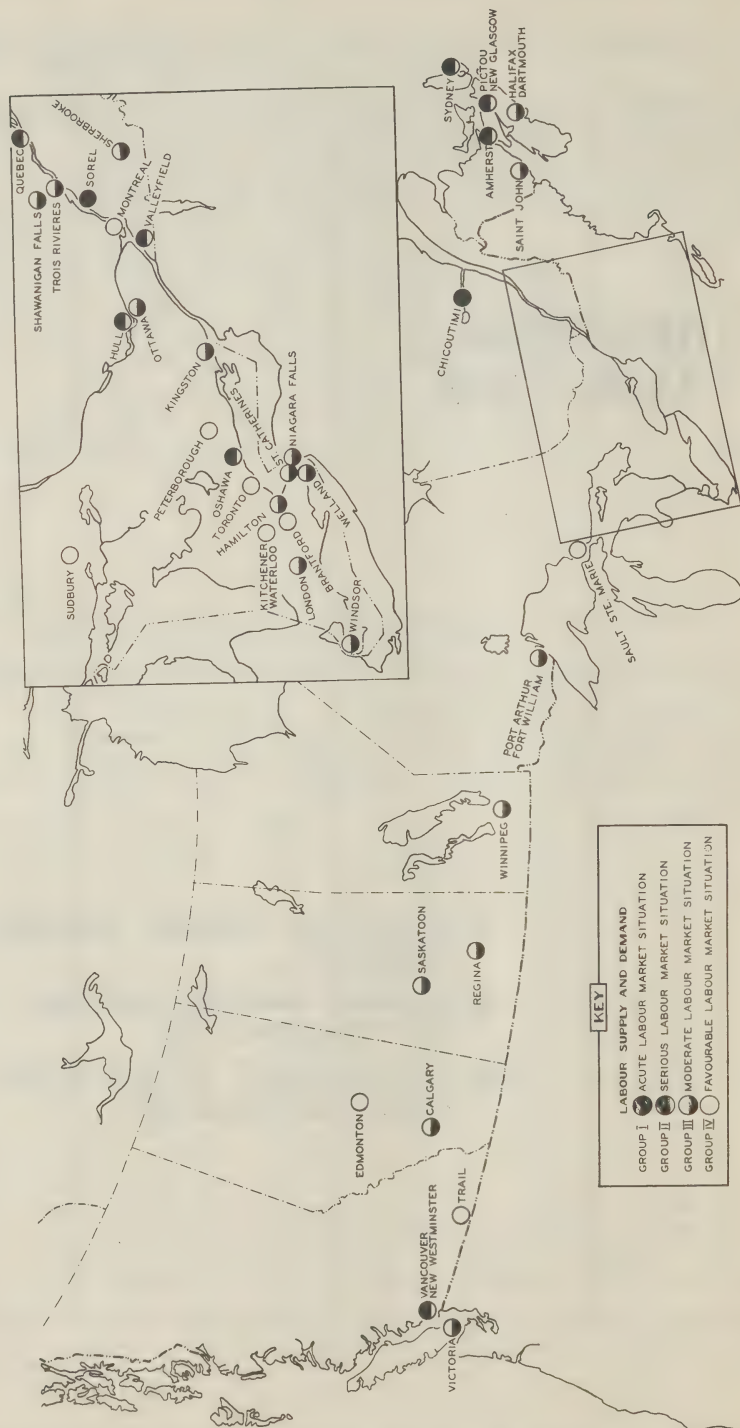 VICTORIA
VANCOUVER
NEW WESTMINSTER
TRAIL
EDMONTON
CALGARY
SASKATOON
REGINA
WINNIPEG
PORT ARTHUR
FORT WILLIAM
SAULT STE. MARIE
CHICOUTIMI
SAINT JOHN
AMHERST
SYDNEY
PICTOU
NEW GLASGOW
HALIFAX
DARTMOUTH
SUDBURY
WINDSOR
LONDON
KITCHENER
WATERLOO
BRANTFORD
HAMILTON
TORONTO
OSHAWA
PETERBOROUGH
WELLAND
ST. CATHERINES
NIAGARA FALLS
KINGSTON
HULL
OTTAWA
VALLEYFIELD
MONTREAL
SOREL
TROIS RIVIERES
SHAWANIGAN FALLS
SHERBROOKE
QUEBEC
KEY
LABOUR SUPPLY AND DEMAND
GROUP I ACUTE LABOUR MARKET SITUATION
GROUP II SERIOUS LABOUR MARKET SITUATION
GROUP III MODERATE LABOUR MARKET SITUATION
GROUP IV FAVOURABLE LABOUR MARKET SITUATION